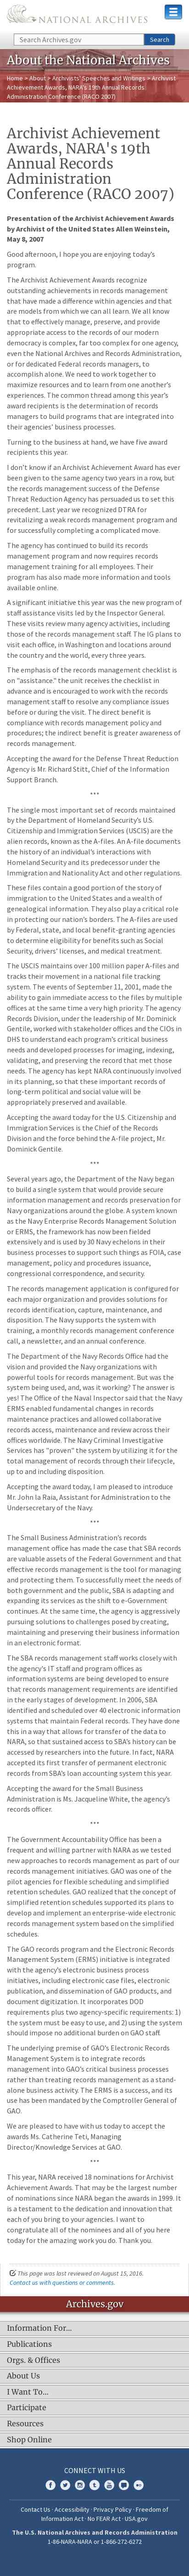 NATIONAL ARCHIVES
Search Archives.gov
Search
About the National Archives
Home > About > Archivists' Speeches and Writings > Archivist
Achievement Awards, NARA's 19th Annual Records
Administration Conference (RACO 2007)
Archivist Achievement
Awards, NARA's 19th
Annual Records
Administration
Conference (RACO 2007)
Presentation of the Archivist Achievement Awards
by Archivist of the United States Allen Weinstein,
May 8, 2007
Good afternoon, I hope you are enjoying today's
program.
The Archivist Achievement Awards recognize
outstanding achievements in records management
that have made a difference within agencies and that
are models from which we can all learn. We all know
that to effectively manage, preserve, and provide
appropriate access to the records of our modern
democracy is complex, far too complex for one agency,
even the National Archives and Records Administration,
or for dedicated Federal records managers, to
accomplish alone. We need to work together to
maximize resources and to learn from one another's
experiences. The common thread among this year's
award recipients is the determination of records
managers to build programs that are integrated into
their agencies' business processes.
Turning to the business at hand, we have five award
recipients this year.
I don't know if an Archivist Achievement Award has ever
been given to the same agency two years in a row, but
the records management success of the Defense
Threat Reduction Agency has persuaded us to set this
precedent. Last year we recognized DTRA for
revitalizing a weak records management program and
for successfully completing a difficult move.
The agency has continued to build its records
management program and now requires records
management training for all employees. Their
program has also made more information and tools
available online.
A significant initiative this year was the new program of
staff assistance visits led by the Inspector General.
These visits review many agency activities, including
those of the records management staff. The IG plans to
visit each office, in Washington and locations around
the country and the world, every three years.
The emphasis of the records management checklist is
on "assistance." the unit receives the checklist in
advance and is encouraged to work with the records
management staff to complete and resolve issues
before or during the visit. The direct benefit is
compliance with records management policy and
procedures; the indirect benefit is greater awareness of
records management.
Accepting the award for the Defense Threat Reduction
Agency is Mr. Richard Stitt, Chief of the Information
Support Branch.
***
The single most important set of records maintained
by the Department of Homeland Security's U.S.
Citizenship and Immigration Services (USCIS) are the
alien records, known as the A-files. An A-file documents
the history of an individual's interactions with
Homeland Security and its predecessor under the
Immigration and Nationality Act and other regulations.
These files contain a good portion of the story of
immigration to the United States and a wealth of
genealogical information. They also play a critical role
in protecting our nation's borders. The A-files are used
by Federal, state, and local benefit-granting agencies
to determine eligibility for benefits such as Social
Security, drivers' licenses, and medical treatment.
The USCIS maintains over 100 million paper A-files and
tracks their movement in a national file tracking
system. The events of September 11, 2001, made the
ability to gain immediate access to the files by multiple
offices at the same time a very high priority. The agency
Records Division, under the leadership of Mr. Dominick
Gentile, worked with stakeholder offices and the CIOs in
DHS to understand each program's critical business
needs and developed processes for imaging, indexing,
validating, and preserving the record that met those
needs. The agency has kept NARA continuously involved
in its planning, so that these important records of
long-term political and social value will be
appropriately preserved and available.
Accepting the award today for the U.S. Citizenship and
Immigration Services is the Chief of the Records
Division and the force behind the A-file project, Mr.
Dominick Gentile.
***
Several years ago, the Department of the Navy began
to build a single system that would provide secure
information management and records preservation for
Navy organizations around the globe. A system known
as the Navy Enterprise Records Management Solution
or ERMS, the framework has now been fielded
extensively and is used by 30 Navy echelons in their
business processes to support such things as FOIA, case
management, policy and procedures issuance,
congressional correspondence, and security.
The records management application is configured for
each major organization and provides solutions for
records identification, capture, maintenance, and
disposition. The Navy supports the system with
training, a monthly records management conference
call, a newsletter, and an annual conference.
The Department of the Navy Records Office had the
vision and provided the Navy organizations with
powerful tools for more efficient management. But was
the system being used, and, was it working? The answer
is yes! The Office of the Naval Inspector said that the Navy
ERMS enabled fundamental changes in records
maintenance practices and allowed collaborative
records access, maintenance and review across their
offices worldwide. The Navy Criminal Investigative
Services has "proven" the system by utilizing it for the
total management of records through their lifecycle, up
to and including disposition.
Accepting the award today, I am pleased to introduce
Mr. John la Raia, Assistant for Administration to the
Undersecretary of the Navy.
***
The Small Business Administration's records
management office has made the case that SBA records
are valuable assets of the Federal Government and that
effective records management is the tool for managing
and protecting them. To successfully meet the needs of
both government and the public, SBA is adapting and
expanding its services as the shift to e-Government
continues. At the same time, the agency is aggressively
pursuing solutions to challenges posed by creating,
maintaining and preserving their business information
in an electronic format.
The SBA records management staff works closely with
the agency's IT staff and program offices as
information systems are being developed to ensure
that records management requirements are identified
in the early stages of development. In 2006, SBA
identified and scheduled over 40 electronic information
systems that maintain Federal records. They have done
this in a way that allows yearly transfers of the data to
NARA, so that sustained access to SBA's history can be
accessed by researchers into the future. In fact, NARA
accepted its first annual transfer of permanent electronic
records from SBA's loan accounting system this year.
Accepting the award for the Small Business
Administration is Ms. Jacqueline White, the agency's
records officer.
***
The Government Accountability Office has been a
frequent and willing partner with NARA as we tested
new approaches to records management as part of our
records management initiatives. GAO was one of the
pilot agencies for flexible scheduling and simplified
retention schedules. GAO realized that the concept of
simplified retention schedules supported its plans to
develop and implement an enterprise-wide electronic
records management system based on the simplified
schedules.
The GAO records program and the Electronic Records
Management System (ERMS) initiative is integrated
with the agency's electronic business process
initiatives, including electronic case files, electronic
publication, and dissemination of GAO products, and
document digitization. It incorporates DOD
requirements plus two agency-specific requirements: 1)
the system must be easy to use, and 2) using the system
should impose no additional burden on GAO staff.
The underlying premise of GAO's Electronic Records
Management System is to integrate records
management into GAO's critical business processes
rather than treating records management as a stand-
alone business activity. The ERMS is a success, and its
use has been mandated by the Comptroller General of
GAO.
We are pleased to have with us today to accept the
awards Ms. Catherine Teti, Managing
Director/Knowledge Services at GAO.
***
This year, NARA received 18 nominations for Archivist
Achievement Awards. That may be the largest number
of nominations since NARA began the awards in 1999. It
is a testament to the dedication and innovation that
each of you bring to what you achieve. I want to
congratulate all of the nominees and all of you here
today for the amazing work you do. Thank you.
This page was last reviewed on August 15, 2016.
Contact us with questions or comments.
Archives.gov
Information For…
Publications
Orgs. & Offices
About Us
I Want To…
Participate
Resources
Shop Online
CONNECT WITH US
Contact Us · Accessibility · Privacy Policy · Freedom of
Information Act · No FEAR Act · USA.gov
The U.S. National Archives and Records Administration
1-86-NARA-NARA or 1-866-272-6272